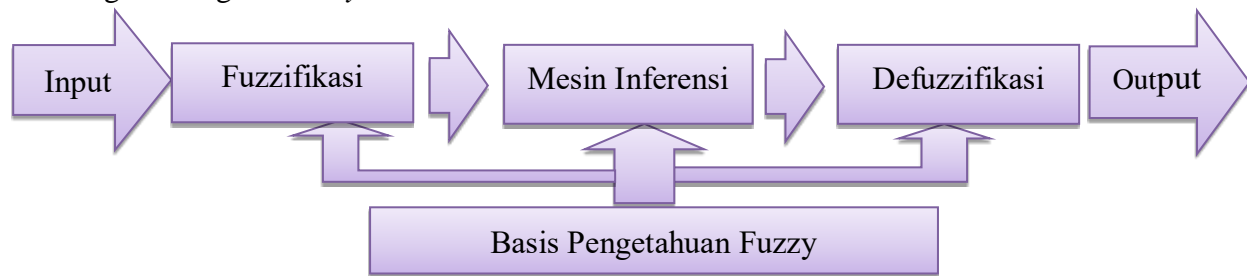 Input
Fuzzifikasi
Mesin Inferensi
Defuzzifikasi
Output
Basis Pengetahuan Fuzzy